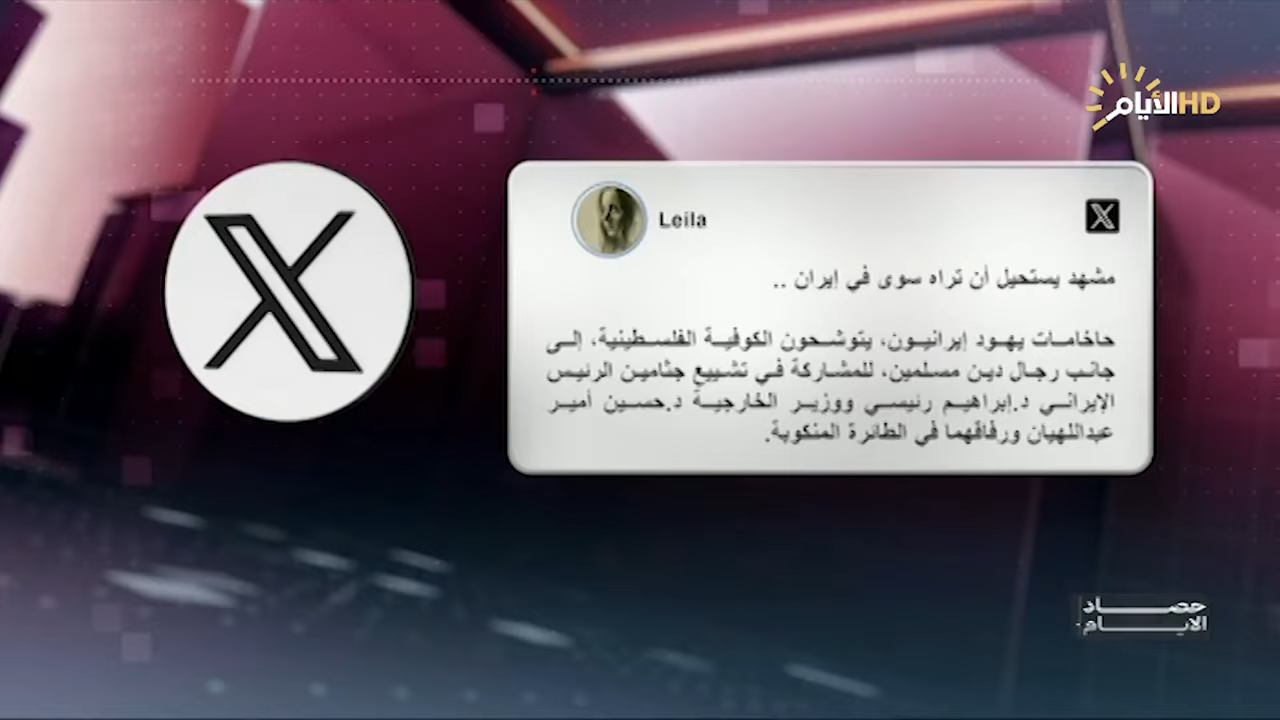 الأيام HD
Leila
مشهد يستحيل أن تراه سوى في إيران ..
حاخامات يهود إيرانيون، يتوشحون الكوفية الفلسطينية، إلى
جانب رجال دين مسلمين، للمشاركة في تشييع جثامين الرئيس
الإيراني د.إبراهيم رئيسي ووزير الخارجية د.حسين أمير
عبداللهيان ورفاقهما في الطائرة المنكوبة.
حصاد
الايام